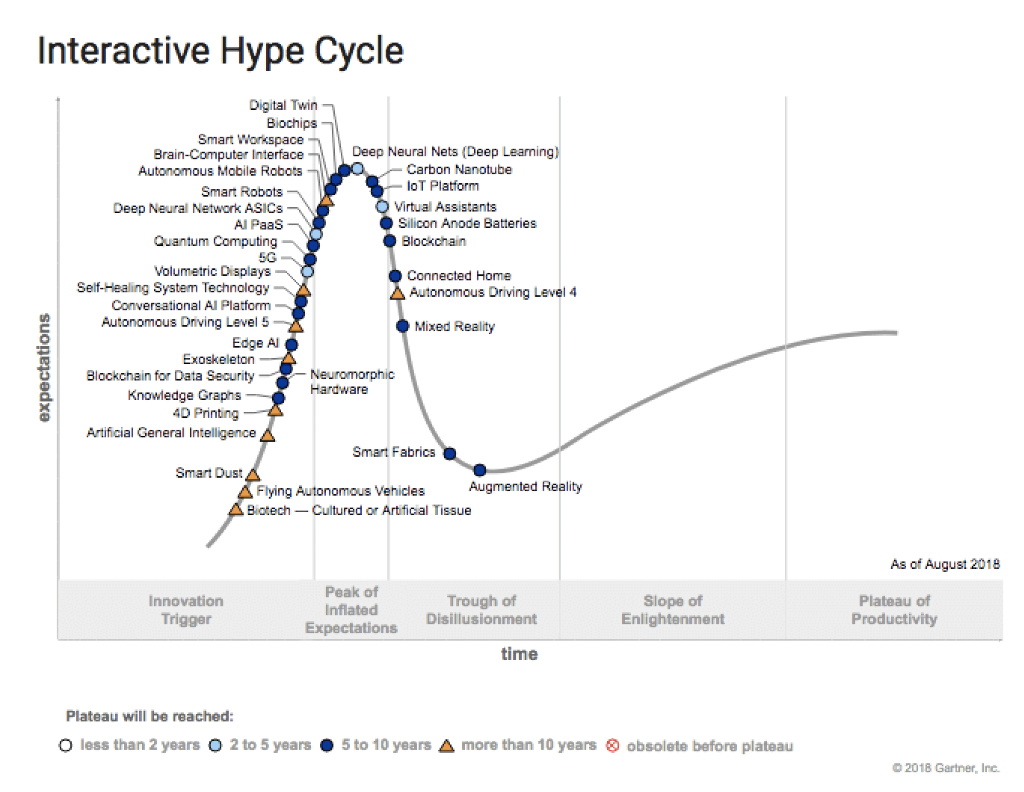 Interactive Hype Cycle
Digital Twin
Biochips
Smart Workspace
Brain-Computer Interface
Autonomous Mobile Robots
Smart Robots
Deep Neural Network ASICs
AI PaaS
Quantum Computing
5G
Volumetric Displays
Self-Healing System Technology
Conversational AI Platform
Autonomous Driving Level 5
Edge AI
Exoskeleton
Blockchain for Data Security
Neuromorphic
Hardware
Knowledge Graphs
4D Printing
Artificial General Intelligence
Smart Dust
Flying Autonomous Vehicles
Biotech — Cultured or Artificial Tissue
Deep Neural Nets (Deep Learning)
Carbon Nanotube
IoT Platform
Virtual Assistants
Silicon Anode Batteries
Blockchain
Connected Home
Autonomous Driving Level 4
Mixed Reality
Smart Fabrics
Augmented Reality
expectations
As of August 2018
Innovation
Trigger
Peak of
Inflated
Expectations
Trough of
Disillusionment
Slope of
Enlightenment
Plateau of
Productivity
time
Plateau will be reached:
less than 2 years 2 to 5 years 5 to 10 years more than 10 years obsolete before plateau
© 2018 Gartner, Inc.